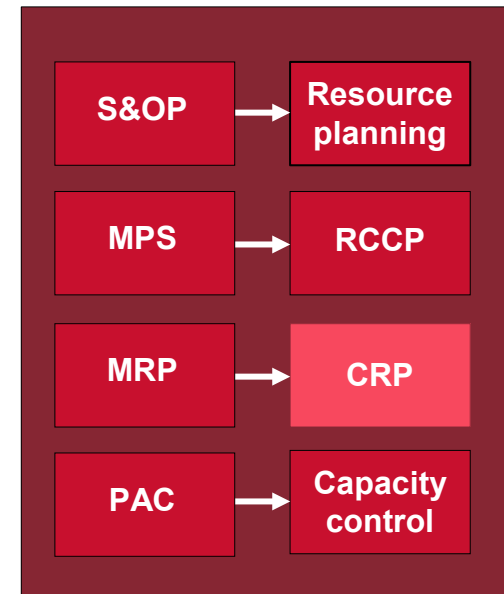 S&OP
Resource
planning
MPS
RCCP
MRP
CRP
PAC
Capacity
control